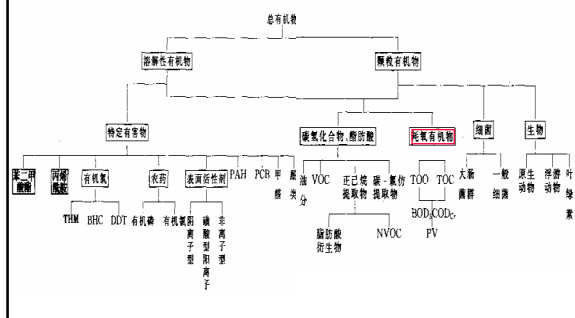 总有机物
溶解性有机物
颗粒有机物
特定有害物
碳氢化合物、酯肪酸
耗氧有机物
细菌
生物
苯二甲酸酯
丙烯酰胺
有机氯
农药
表面活性剂
PAH
PCB
甲醛
酚类
油分
VOC
正己烷提取物
碳-氯仿提取物
TOO
TOC
大肠菌群
一般细菌
原生动物
浮游动物
叶绿素
THM
BHC
DDT
有机磷
有机氯
阴离子型
磺酸型阳离子
非离子型
脂肪酸衍生物
NVOC
BOD5
CODCr
PV